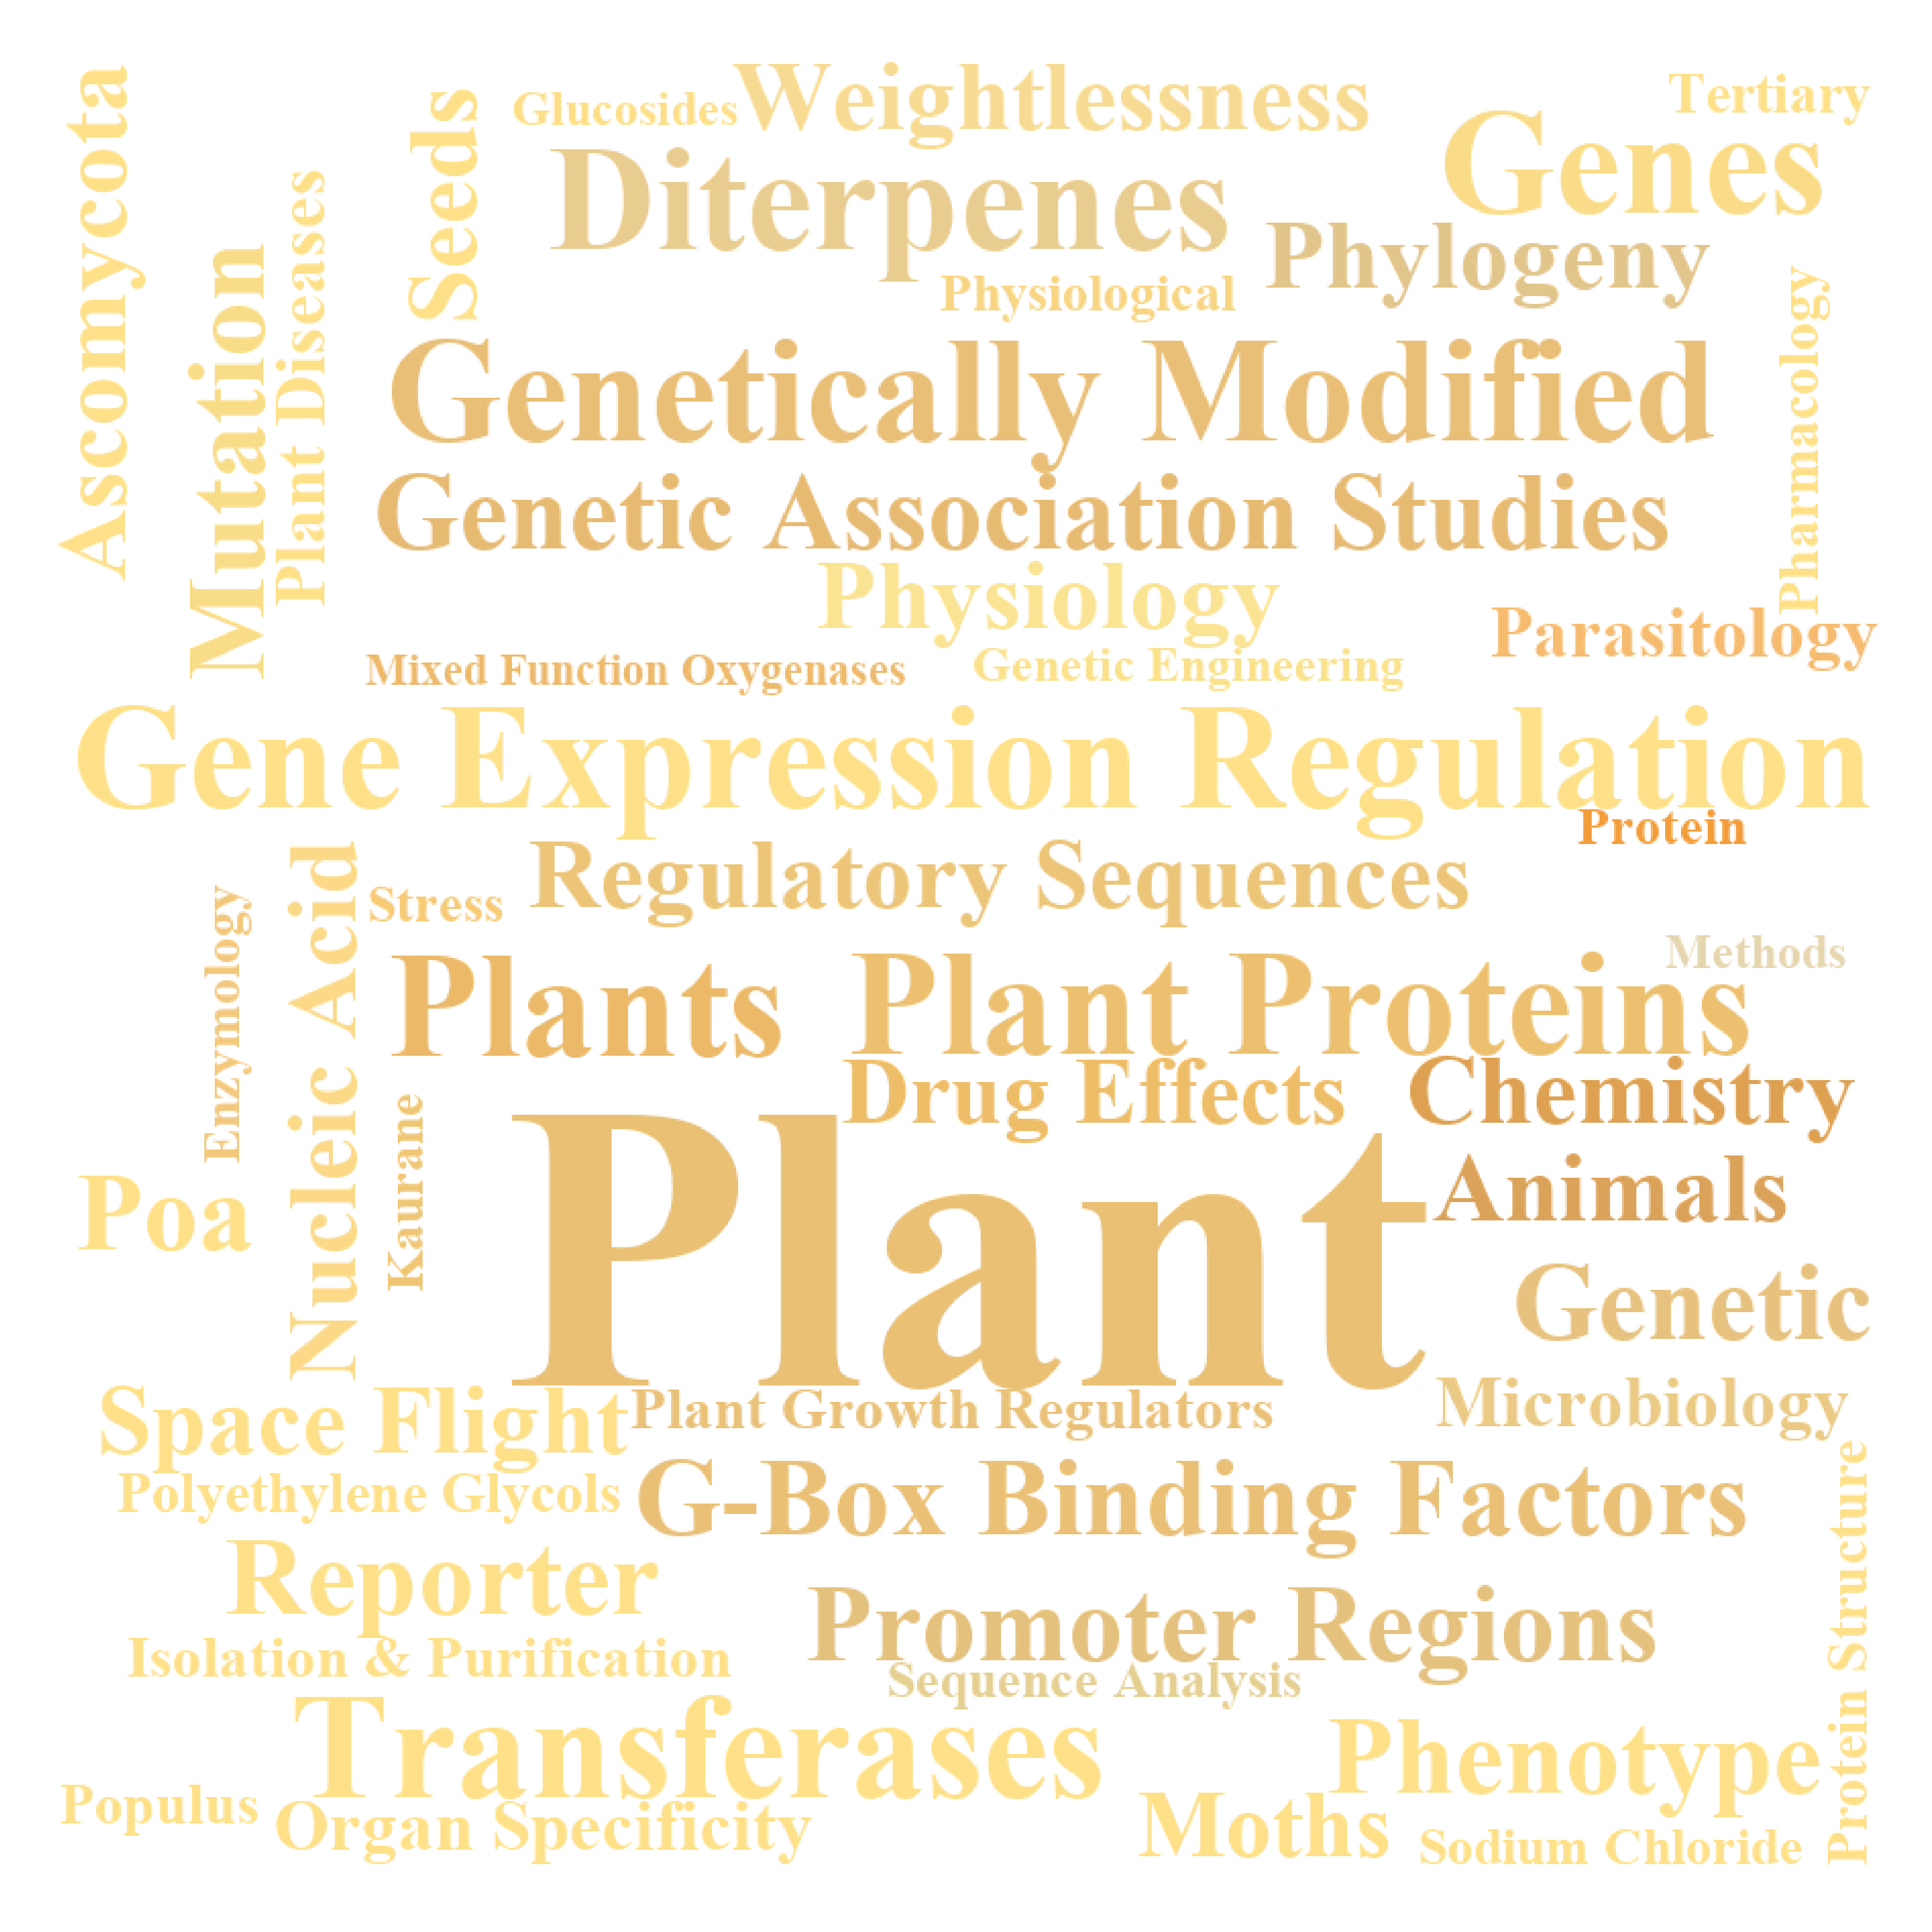 Glucosides
Weightlessness
Tertiary
Ascomycota
Seeds
Diterpenes
Genes
Mutation
Plant Diseases
Physiological
Phylogeny
Pharmacology
Genetically Modified
Genetic Association Studies
Physiology
Parasitology
Mixed Function Oxygenases
Genetic Engineering
Gene Expression Regulation
Protein
Nucleic Acid
Enzymology
Stress
Regulatory Sequences
Methods
Plants
Plant Proteins
Drug Effects
Chemistry
Kaurane
Plant
Animals
Poa
Genetic
Space Flight
Plant Growth Regulators
Microbiology
Polyethylene Glycols
G-Box Binding Factors
Protein Structure
Reporter
Promoter Regions
Isolation & Purification
Sequence Analysis
Transferases
Phenotype
Populus
Organ Specificity
Moths
Sodium Chloride